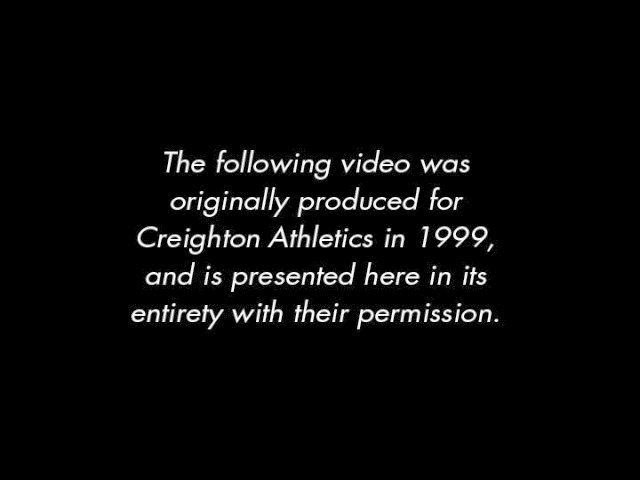 The following video was
originally produced for
Creighton Athletics in 1999,
and is presented here in its
entirety with their permission.